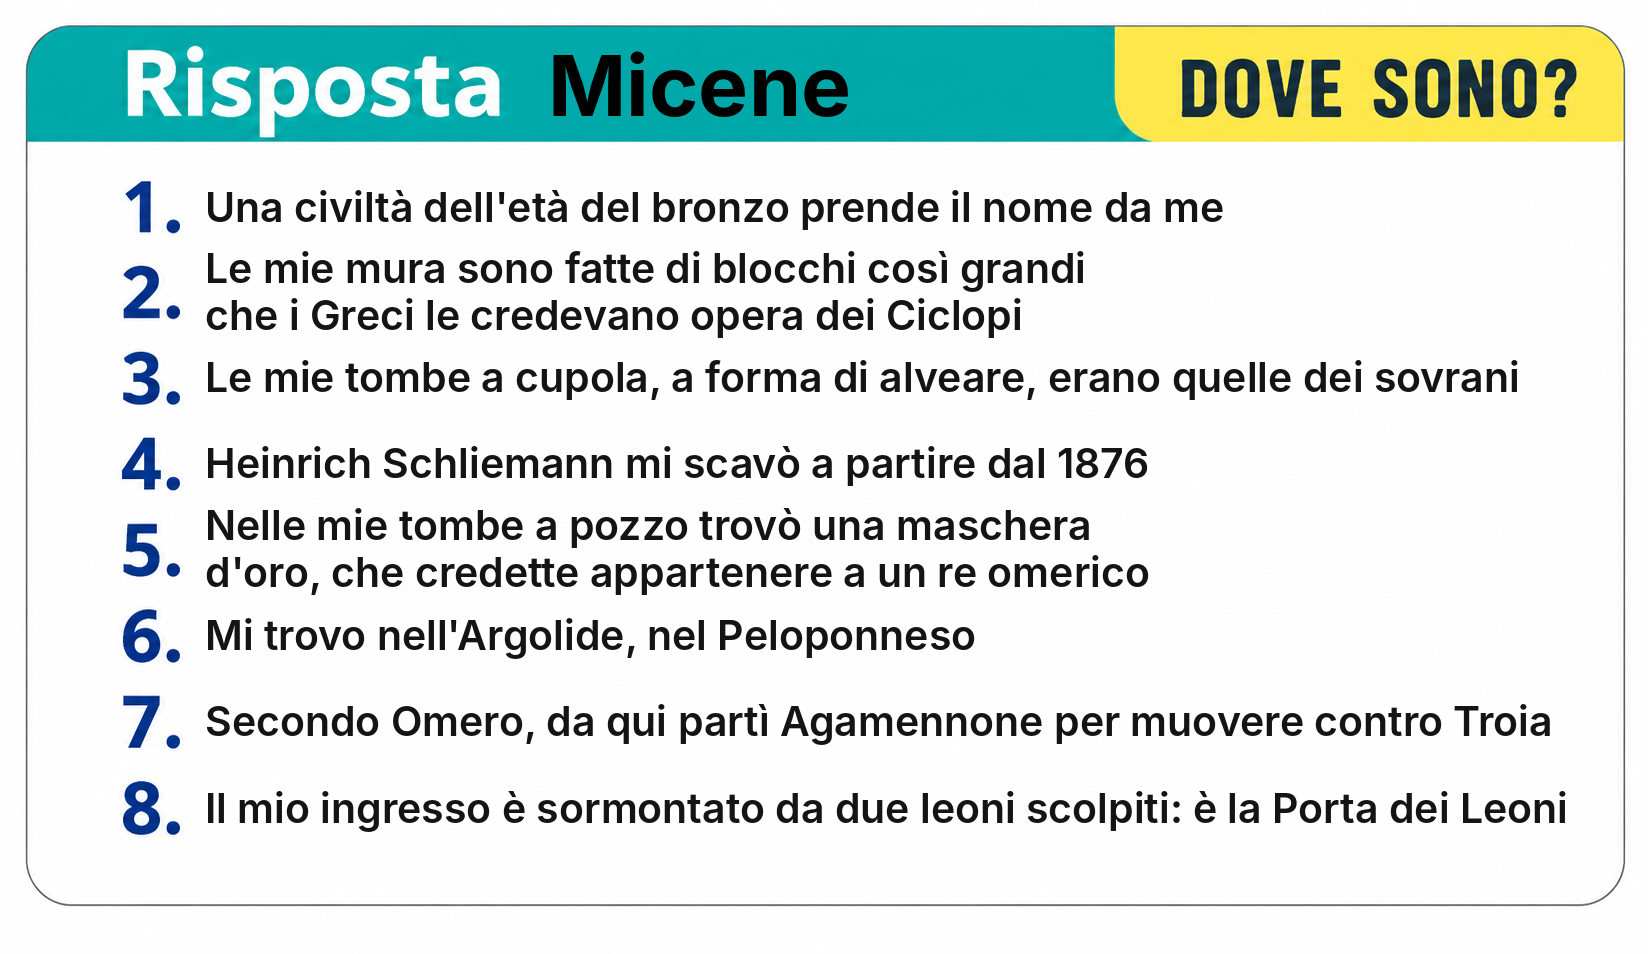 Risposta Micene
DOVE SONO?
1. Una civiltà dell'età del bronzo prende il nome da me
2. Le mie mura sono fatte di blocchi così grandi
che i Greci le credevano opera dei Ciclopi
3. Le mie tombe a cupola, a forma di alveare, erano quelle dei sovrani
4. Heinrich Schliemann mi scavò a partire dal 1876
5. Nelle mie tombe a pozzo trovò una maschera
d'oro, che credette appartenere a un re omerico
6. Mi trovo nell'Argolide, nel Peloponneso
7. Secondo Omero, da qui partì Agamennone per muovere contro Troia
8. Il mio ingresso è sormontato da due leoni scolpiti: è la Porta dei Leoni